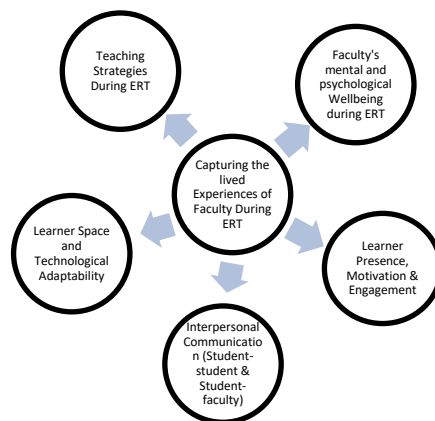 Teaching
Strategies
During ERT
Faculty's
mental and
psychological
Wellbeing
during ERT
Capturing the
lived
Experiences of
Faculty During
ERT
Learner Space
and
Technological
Adaptability
Learner
Presence,
Motivation &
Engagement
Interpersonal
Communicatio
n (Student-
student &
Student-
faculty)